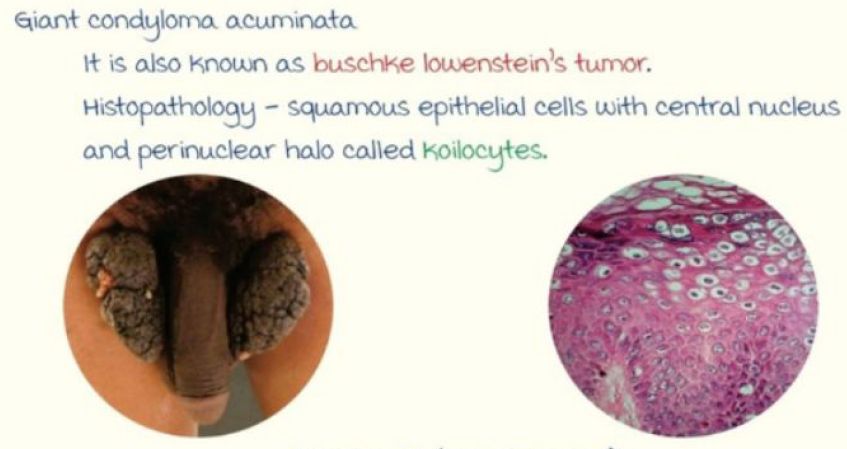 Giant condyloma acuminata
It is also known as buschke lowenstein's tumor.
Histopathology - squamous epithelial cells with central nucleus
and perinuclear halo called koilocytes.